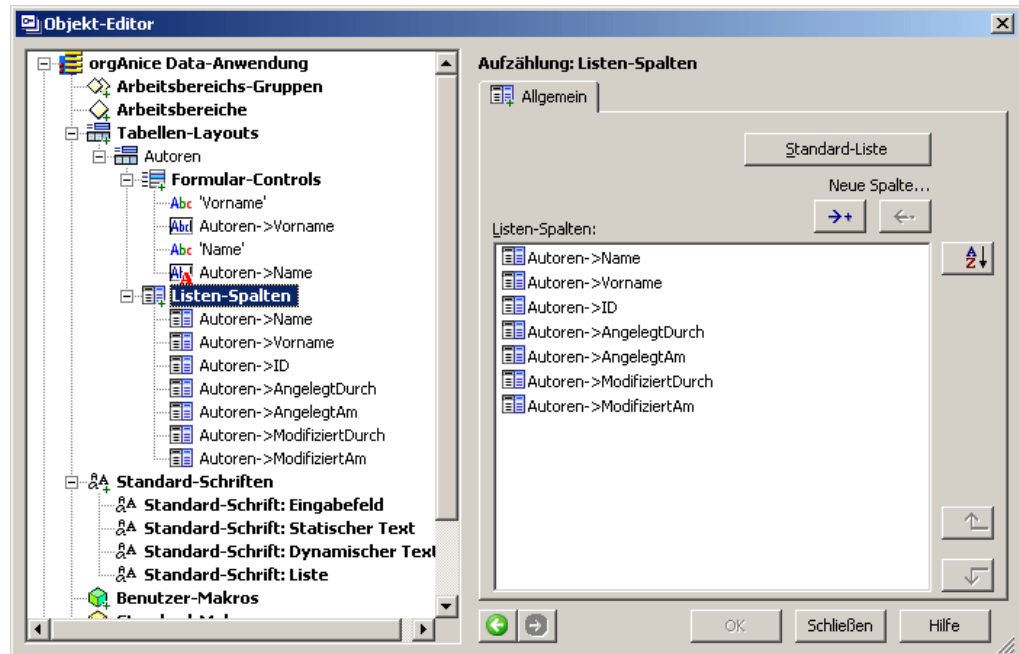 Objekt-Editor
orgAnice Data-Anwendung
Arbeitsbereichs-Gruppen
Arbeitsbereiche
Tabellen-Layouts
Autoren
Formular-Controls
Abc 'Vorname'
Abc Autoren->Vorname
Abc 'Name'
Autoren->Name
Listen-Spalten
Autoren->Name
Autoren->Vorname
Autoren->ID
Autoren->AngelegtDurch
Autoren->AngelegtAm
Autoren->ModifiziertDurch
Autoren->ModifiziertAm
Standard-Schriften
Standard-Schrift: Eingabefeld
Standard-Schrift: Statischer Text
Standard-Schrift: Dynamischer Text
Standard-Schrift: Liste
Benutzer-Makros
Aufzählung: Listen-Spalten
Allgemein
Standard-Liste
Neue Spalte...
Listen-Spalten:
Autoren->Name
Autoren->Vorname
Autoren->ID
Autoren->AngelegtDurch
Autoren->AngelegtAm
Autoren->ModifiziertDurch
Autoren->ModifiziertAm
OK
Schließen
Hilfe